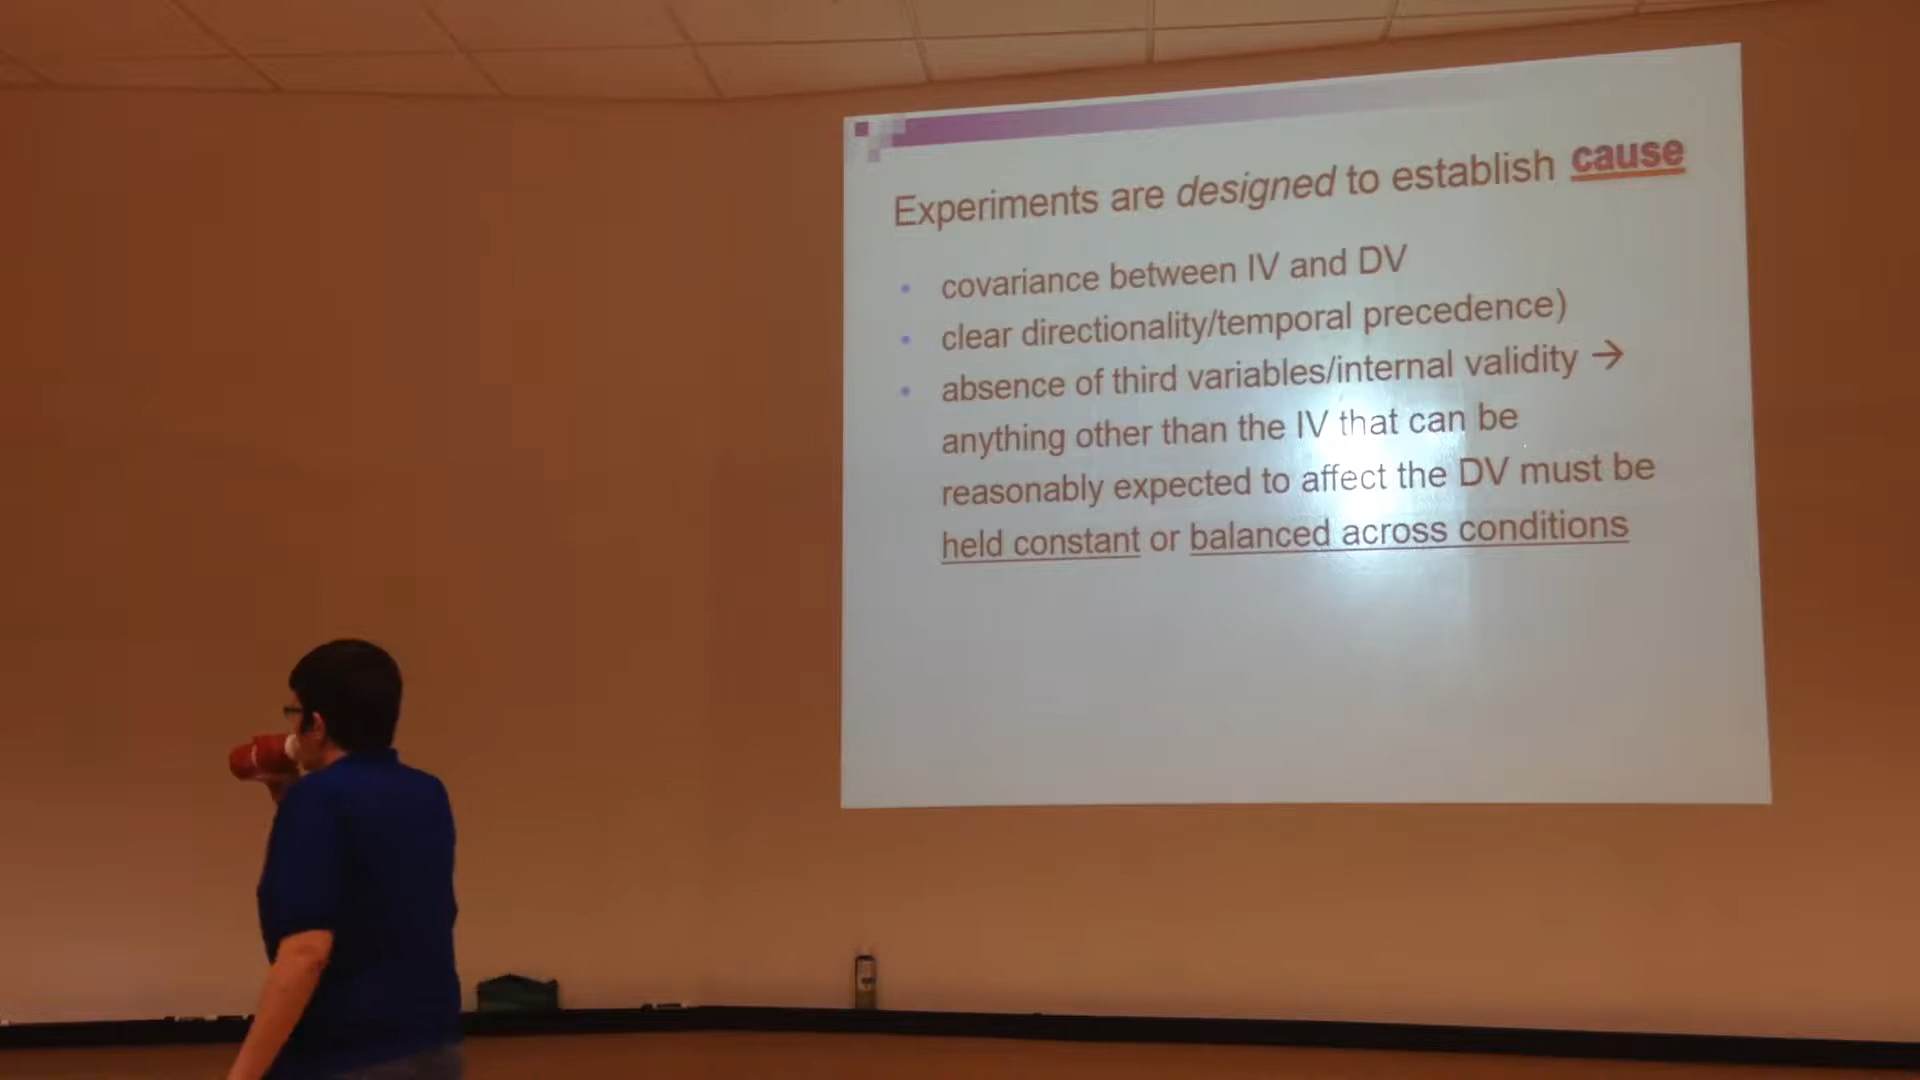 Experiments are designed to establish cause
• covariance between IV and DV
• clear directionality/temporal precedence)
• absence of third variables/internal validity →
anything other than the IV that can be
reasonably expected to affect the DV must be
held constant or balanced across conditions